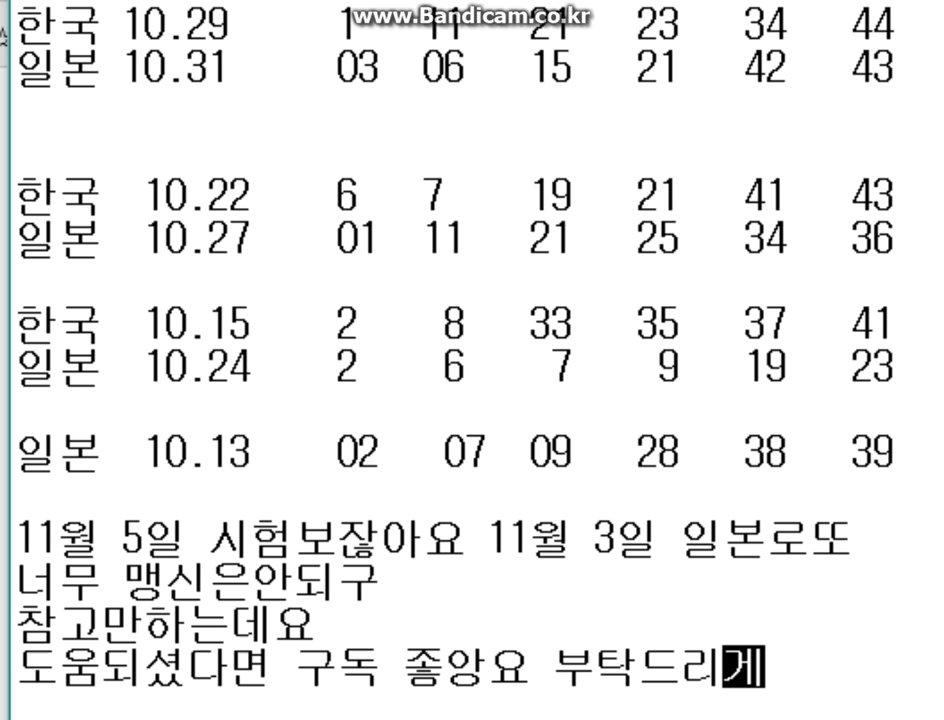 www.Bandicam.co.kr
한국 10.29 1 11 21 23 34 44
일본 10.31 03 06 15 21 42 43
한국 10.22 6 7 19 21 41 43
일본 10.27 01 11 21 25 34 36
한국 10.15 2 8 33 35 37 41
일본 10.24 2 6 7 9 19 23
일본 10.13 02 07 09 28 38 39
11월 5일 시험보잖아요 11월 3일 일본로또
너무 맹신은안되구
참고만하는데요
도움되셨다면 구독 좋앙요 부탁드리게